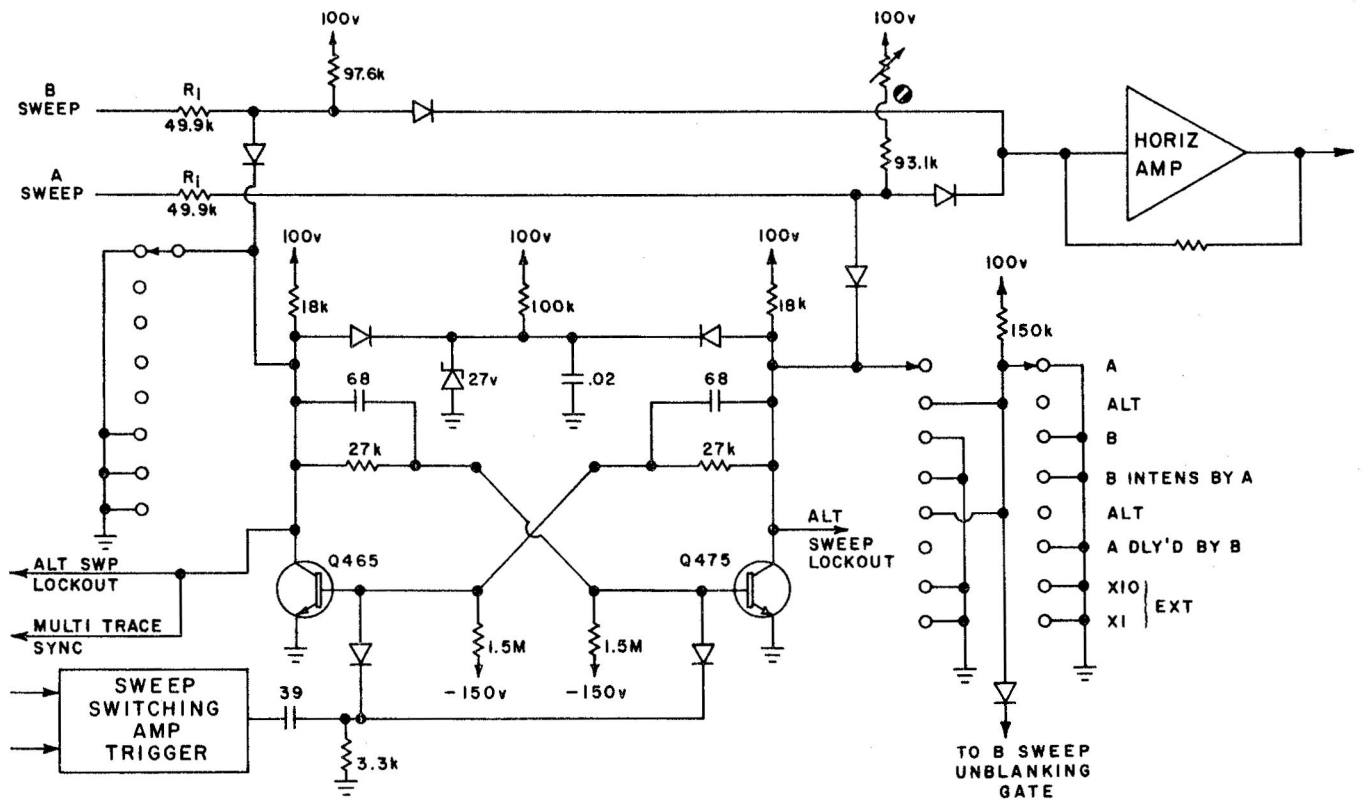 100v
100v
97.6k
B
SWEEP
R1
49.9k
HORIZ
AMP
93.1k
A
SWEEP
R1
49.9k
100v
100v
100v
100v
18k
100k
18k
150k
27v
.02
68
68
27k
27k
A
ALT
B
B INTENS BY A
ALT
A DLY'D BY B
X10
X1
EXT
ALT
SWEEP
LOCKOUT
ALT SWP
LOCKOUT
Q465
Q475
MULTI TRACE
SYNC
1.5M
1.5M
-150v
-150v
SWEEP
SWITCHING
AMP
TRIGGER
39
3.3k
TO B SWEEP
UNBLANKING
GATE